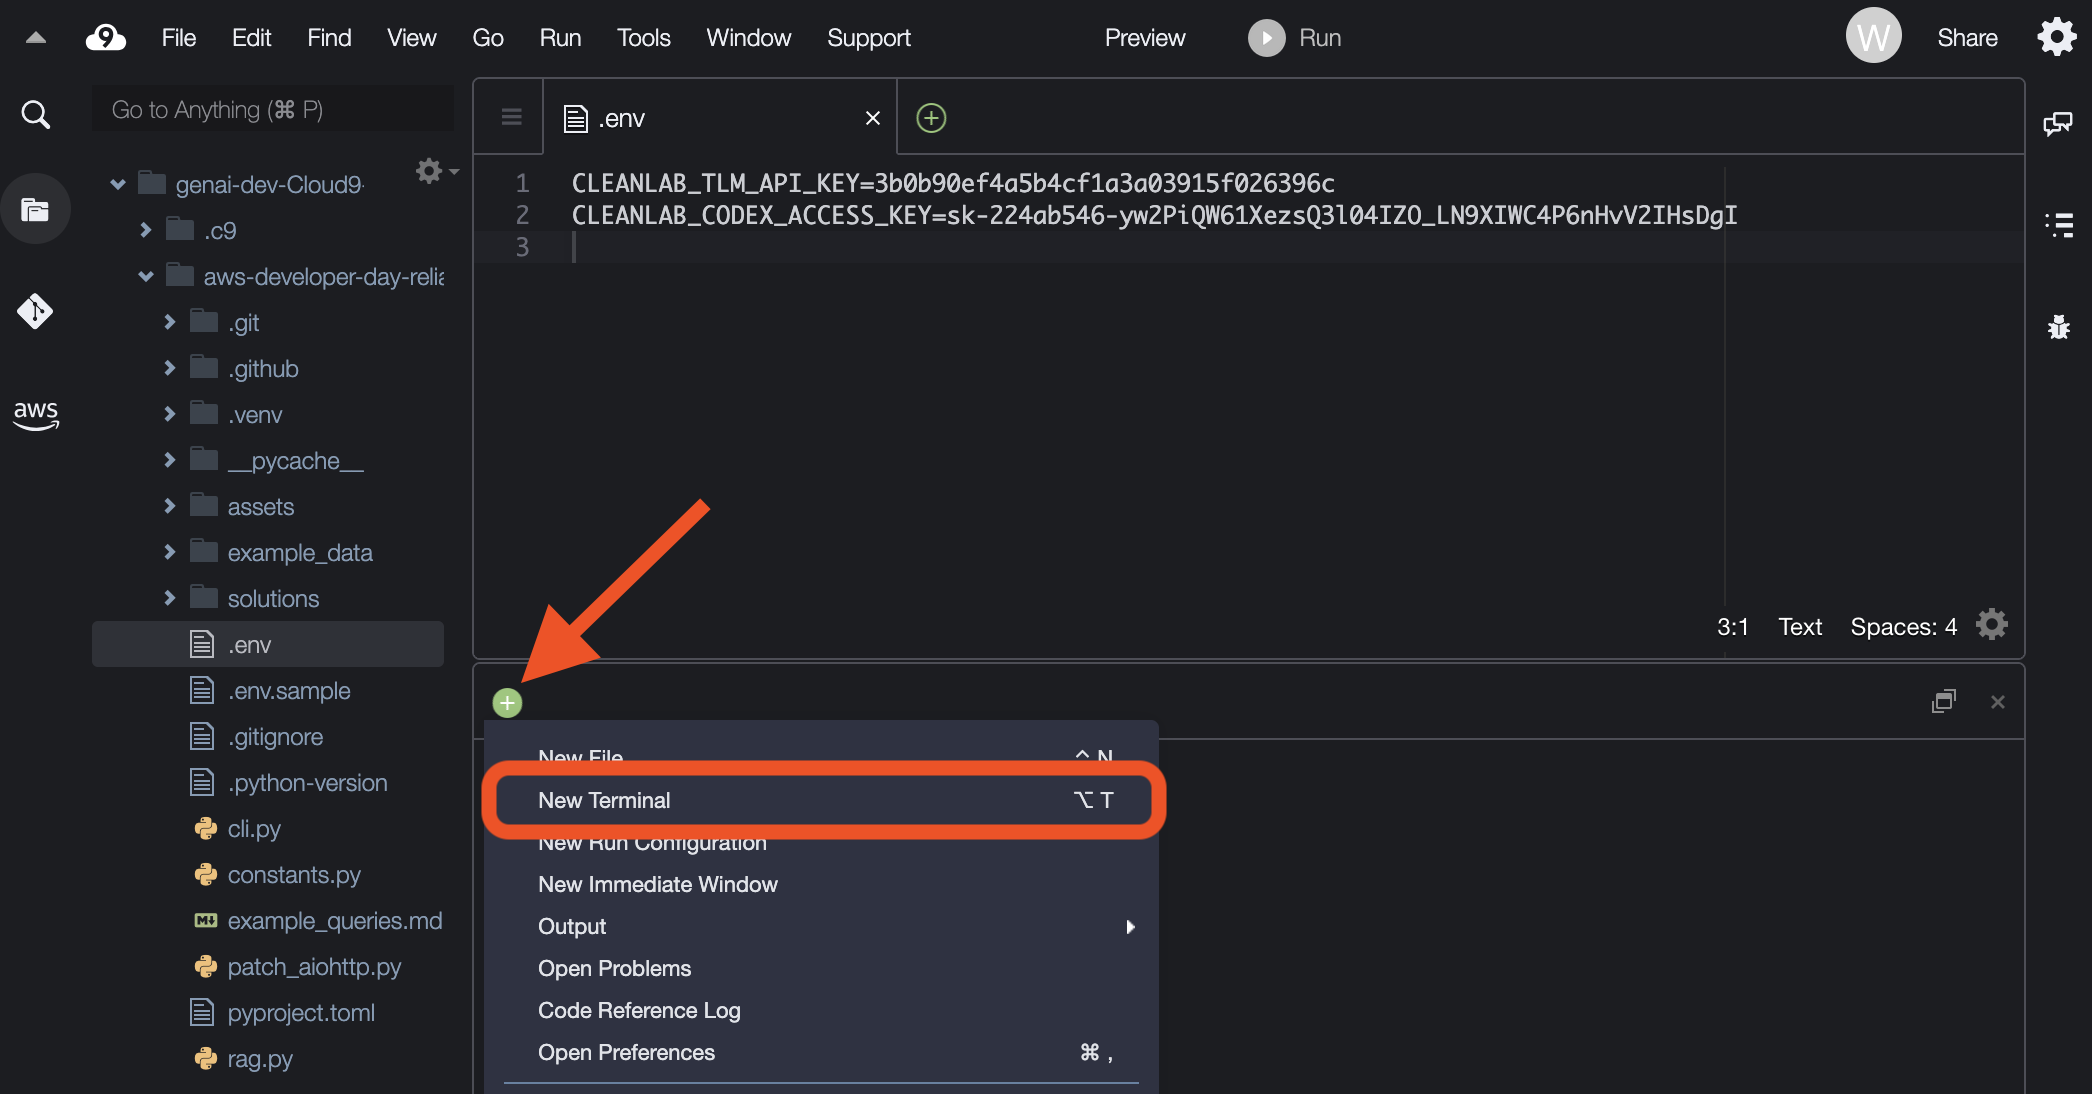 9 File Edit Find View Go Run Tools Window Support Preview Run W Share
Go to Anything (⌘ P)
genai-dev-Cloud9-
.c9
aws-developer-day-relia
.git
.github
.venv
__pycache__
assets
example_data
solutions
.env
.env.sample
.gitignore
.python-version
cli.py
constants.py
example_queries.md
patch_aiohttp.py
pyproject.toml
rag.py
aws
.env
1 CLEANLAB_TLM_API_KEY=3b0b90ef4a5b4cf1a3a03915f026396c
2 CLEANLAB_CODEX_ACCESS_KEY=sk-224ab546-yw2PiQW61XezsQ3l04IZO_LN9XIWC4P6nHvV2IHsDgI
3
3:1 Text Spaces: 4
New File ^ N
New Terminal ⌥ T
New Run Configuration
New Immediate Window
Output
Open Problems
Code Reference Log
Open Preferences ⌘ ,